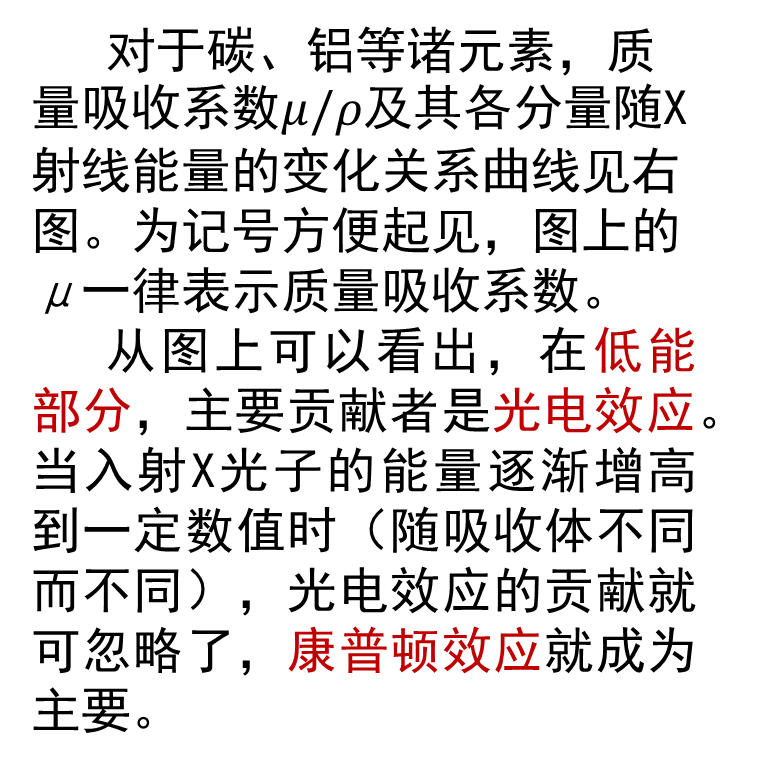 对于碳、铝等诸元素，质
量吸收系数μ/ρ及其各分量随X
射线能量的变化关系曲线见右
图。为记号方便起见，图上的
μ一律表示质量吸收系数。
从图上可以看出，在低能
部分，主要贡献者是光电效应。
当入射X光子的能量逐渐增高
到一定数值时（随吸收体不同
而不同），光电效应的贡献就
可忽略了，康普顿效应就成为
主要。